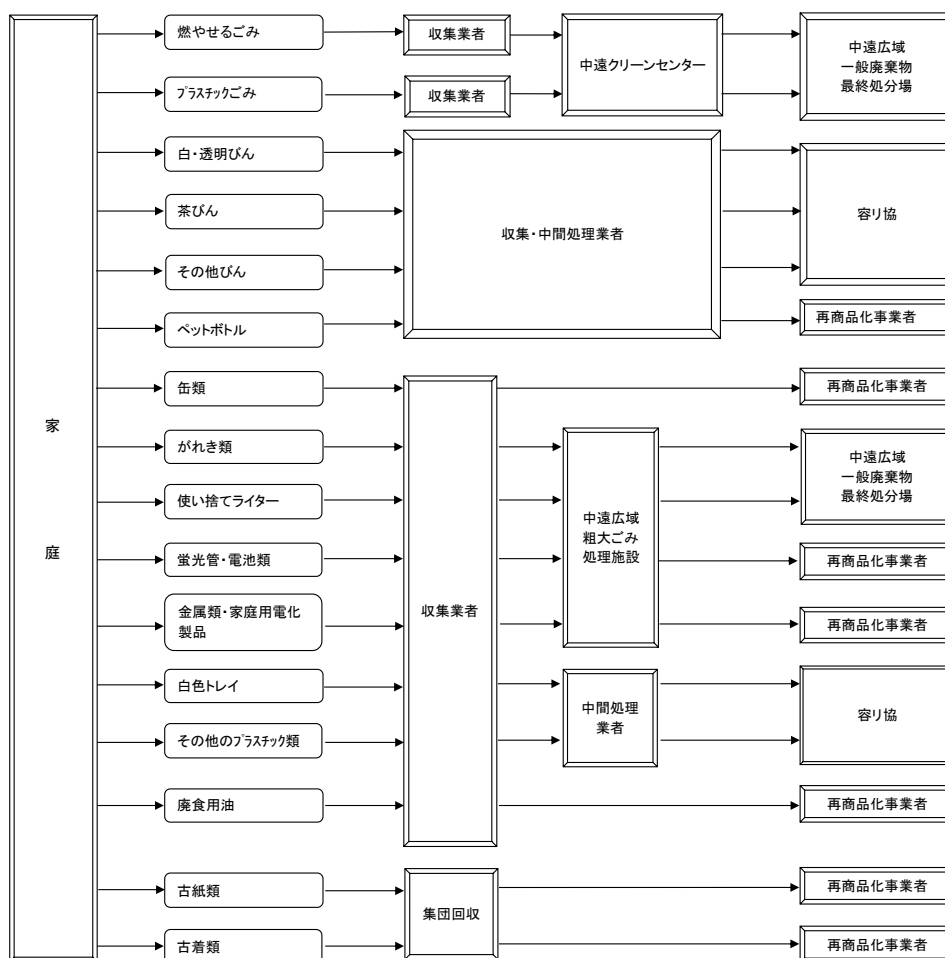 家
庭
燃やせるごみ
収集業者
中遠クリーンセンター
中遠広域
一般廃棄物
最終処分場
プラスチックごみ
収集業者
白・透明びん
茶びん
その他びん
ペットボトル
収集・中間処理業者
容リ協
再商品化事業者
缶類
がれき類
使い捨てライター
蛍光管・電池類
金属類・家庭用電化
製品
白色トレイ
その他のプラスチック類
廃食用油
収集業者
再商品化事業者
中遠広域
粗大ごみ
処理施設
中遠広域
一般廃棄物
最終処分場
再商品化事業者
再商品化事業者
中間処理
業者
容リ協
再商品化事業者
古紙類
古着類
集団回収
再商品化事業者
再商品化事業者